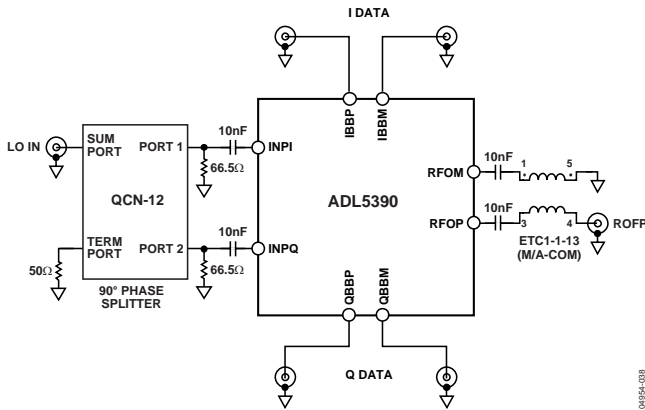 I DATA
IBBP
IBBM
10nF
LO IN
SUM
PORT
PORT 1
INPI
66.5Ω
QCN-12
ADL5390
10nF
1
5
RFOM
10nF
RFOP
3
4
ROFP
ETC1-1-13
(M/A-COM)
10nF
TERM
PORT
PORT 2
INPQ
50Ω
66.5Ω
90° PHASE
SPLITTER
QBBP
QBBM
Q DATA
04954-038